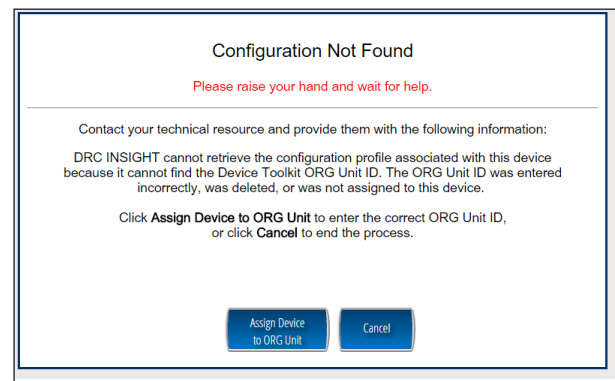 Configuration Not Found
Please raise your hand and wait for help.
Contact your technical resource and provide them with the following information:
DRC INSIGHT cannot retrieve the configuration profile associated with this device
because it cannot find the Device Toolkit ORG Unit ID. The ORG Unit ID was entered
incorrectly, was deleted, or was not assigned to this device.
Click Assign Device to ORG Unit to enter the correct ORG Unit ID,
or click Cancel to end the process.
Assign Device
to ORG Unit
Cancel